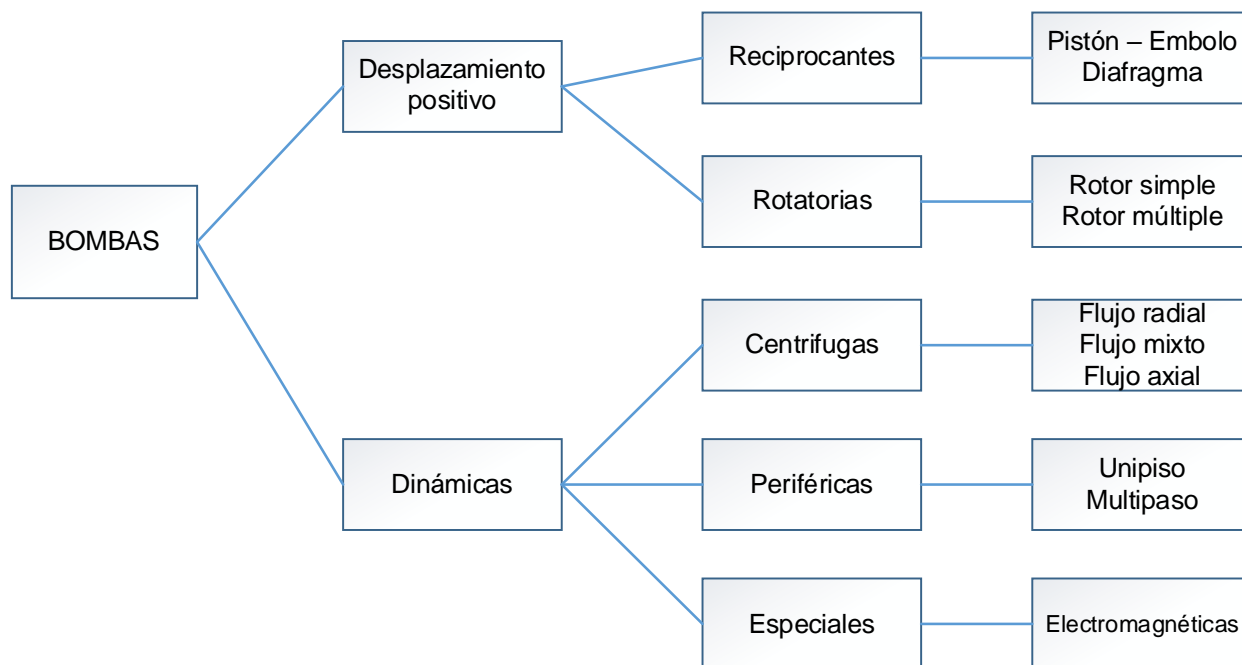 BOMBAS
Desplazamiento
positivo
Reciprocantes
Pistón – Embolo
Diafragma
Rotatorias
Rotor simple
Rotor múltiple
Dinámicas
Centrifugas
Flujo radial
Flujo mixto
Flujo axial
Periféricas
Unipiso
Multipaso
Especiales
Electromagnéticas